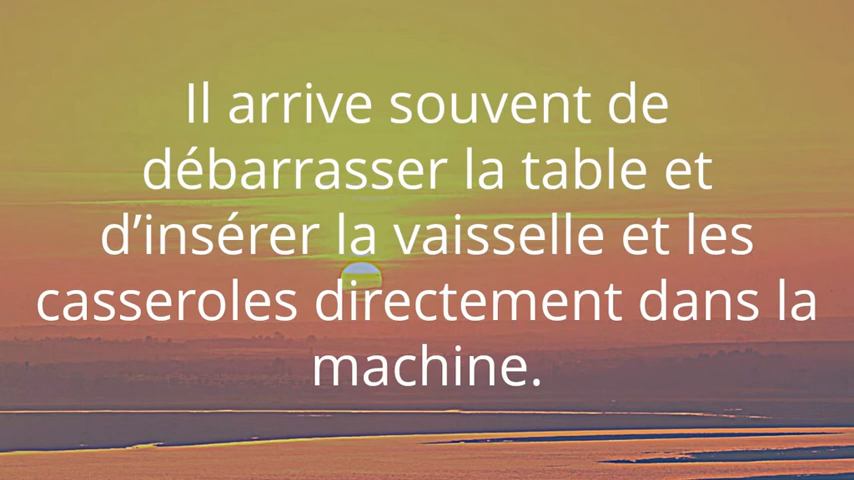 Il arrive souvent de
débarrasser la table et
d’insérer la vaisselle et les
casseroles directement dans la
machine.